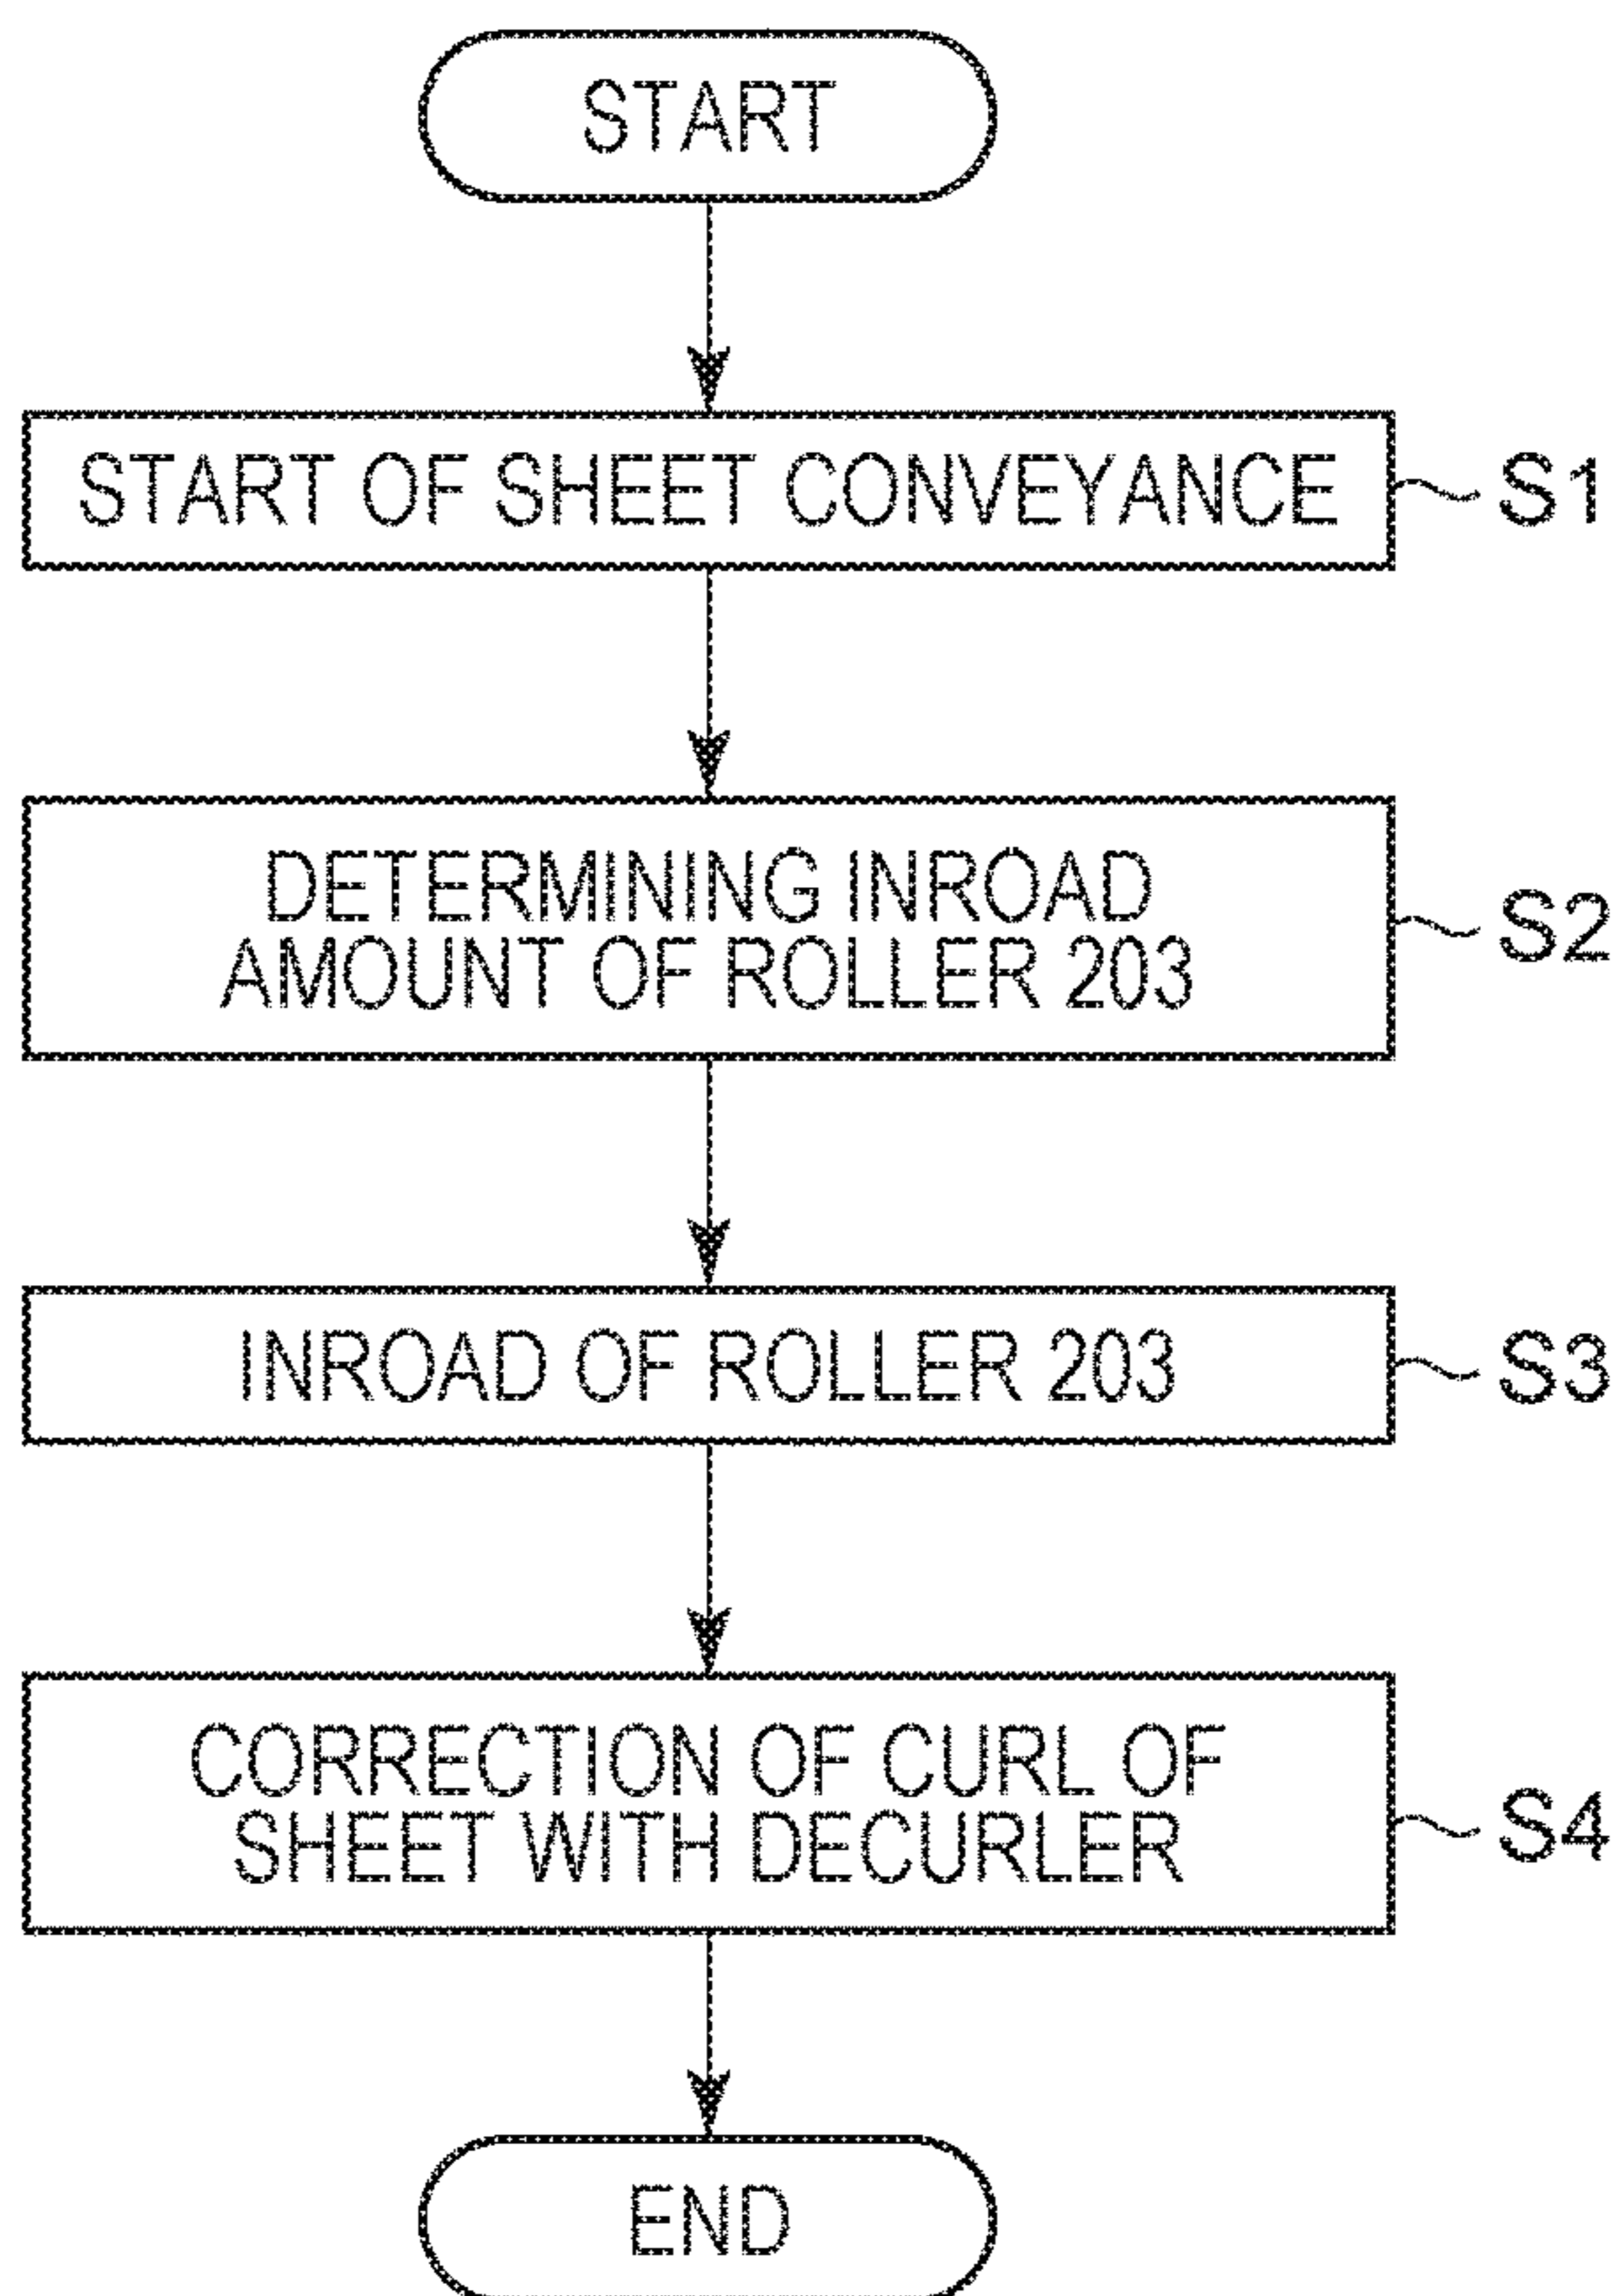 START
START OF SHEET CONVEYANCE
S1
DETERMINING INROAD
AMOUNT OF ROLLER 203
S2
INROAD OF ROLLER 203
S3
CORRECTION OF CURL OF
SHEET WITH DECURLER
S4
END